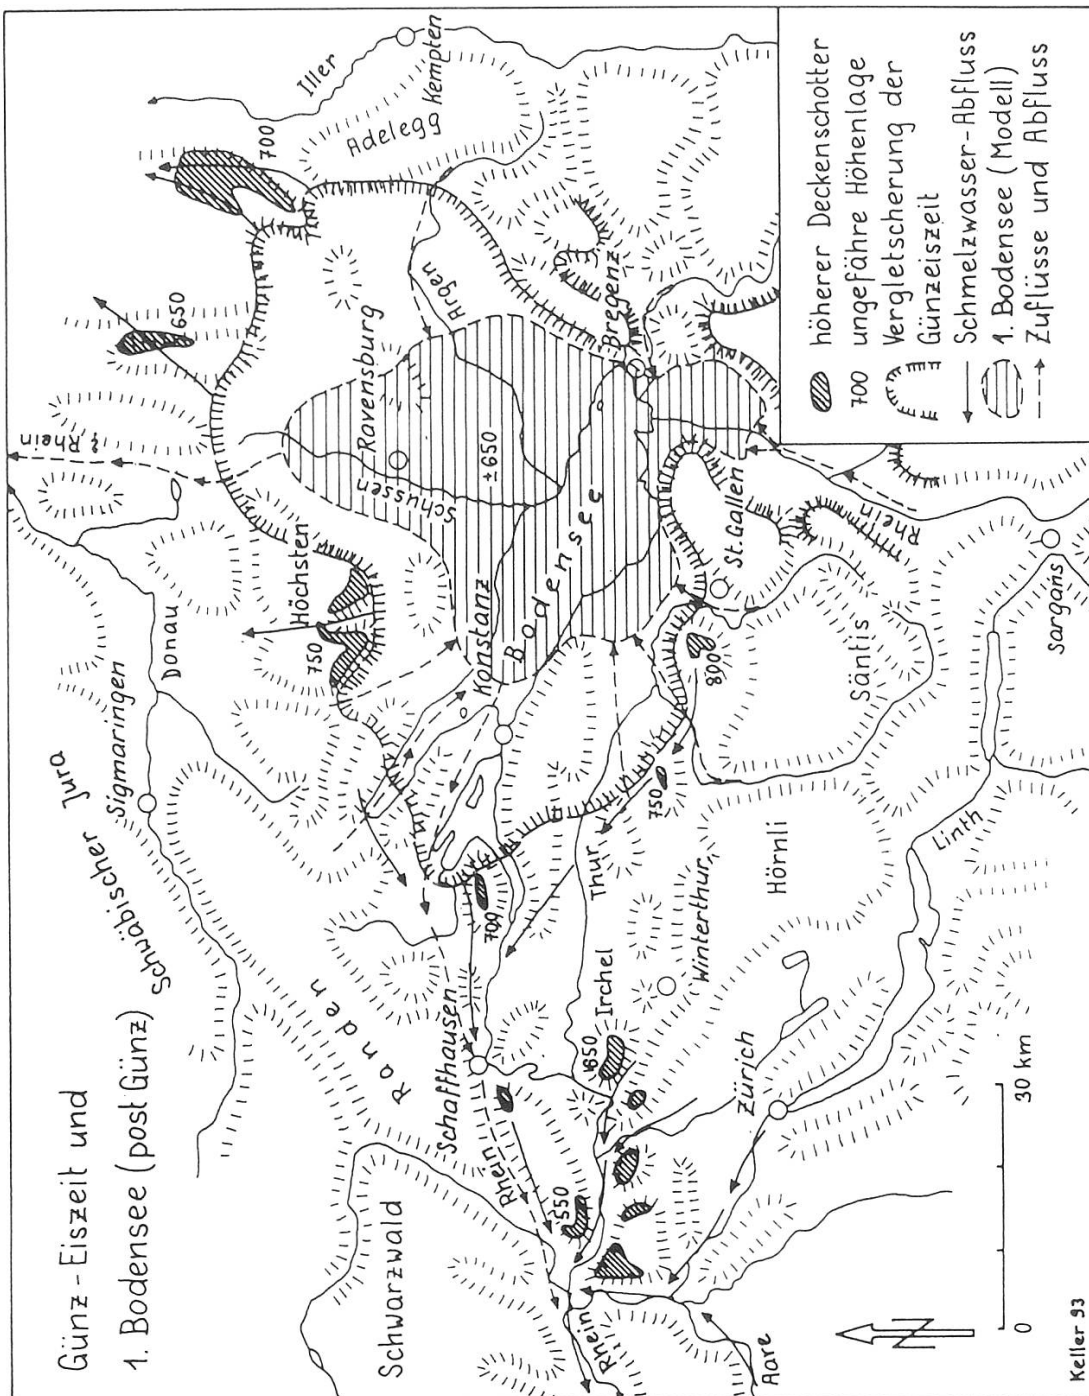 Günz - Eiszeit und
1. Bodensee (post Günz)
Schwäbischer Jura
Sigmaringen
Donau
? Rhein
650
700
Iller
Kempten
Adelegg
Höchsten
750
Ravensburg
Schussen
Argen
±650
Randen
Schwarzwald
Schaffhausen
Rhein
700
Konstanz
Bodensee
Bregenz
550
Rhein
Aare
650
Irchel
Thur
Winterthur
750
800
St.Gallen
Rhein
Säntis
Hörnli
Zürich
Linth
Sargans
0
30 km
Keller 93
höherer Deckenschotter
700 ungefähre Höhenlage
Vergletscherung der
Günzeiszeit
Schmelzwasser-Abfluss
1. Bodensee (Modell)
Zuflüsse und Abfluss